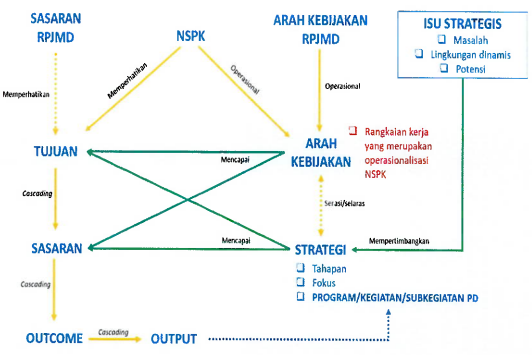 SASARAN
RPJMD
NSPK
ARAH KEBIJAKAN
RPJMD
ISU STRATEGIS
Masalah
Lingkungan dinamis
Potensi
Memperhatikan
Memperhatikan
Operasional
Operasional
TUJUAN
Mencapai
ARAH
KEBIJAKAN
Rangkaian kerja
yang merupakan
operasionalisasi
NSPK
Cascading
Serasi/selaras
SASARAN
Mencapai
STRATEGI
Mempertimbangkan
Tahapan
Fokus
PROGRAM/KEGIATAN/SUBKEGIATAN PD
Cascading
OUTCOME
Cascading
OUTPUT